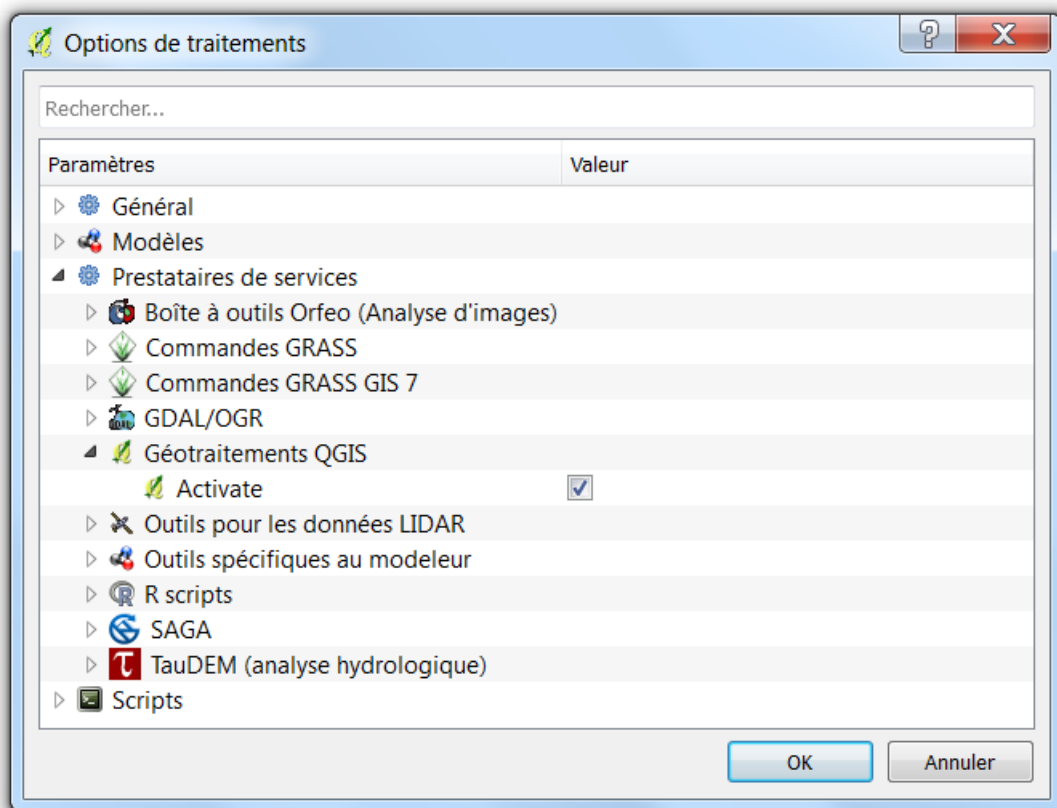 Options de traitements
Rechercher...
Paramètres Valeur
Général
Modèles
Prestataires de services
Boîte à outils Orfeo (Analyse d'images)
Commandes GRASS
Commandes GRASS GIS 7
GDAL/OGR
Géotraitements QGIS
Activate
Outils pour les données LIDAR
Outils spécifiques au modeleur
R scripts
SAGA
TauDEM (analyse hydrologique)
Scripts
OK Annuler